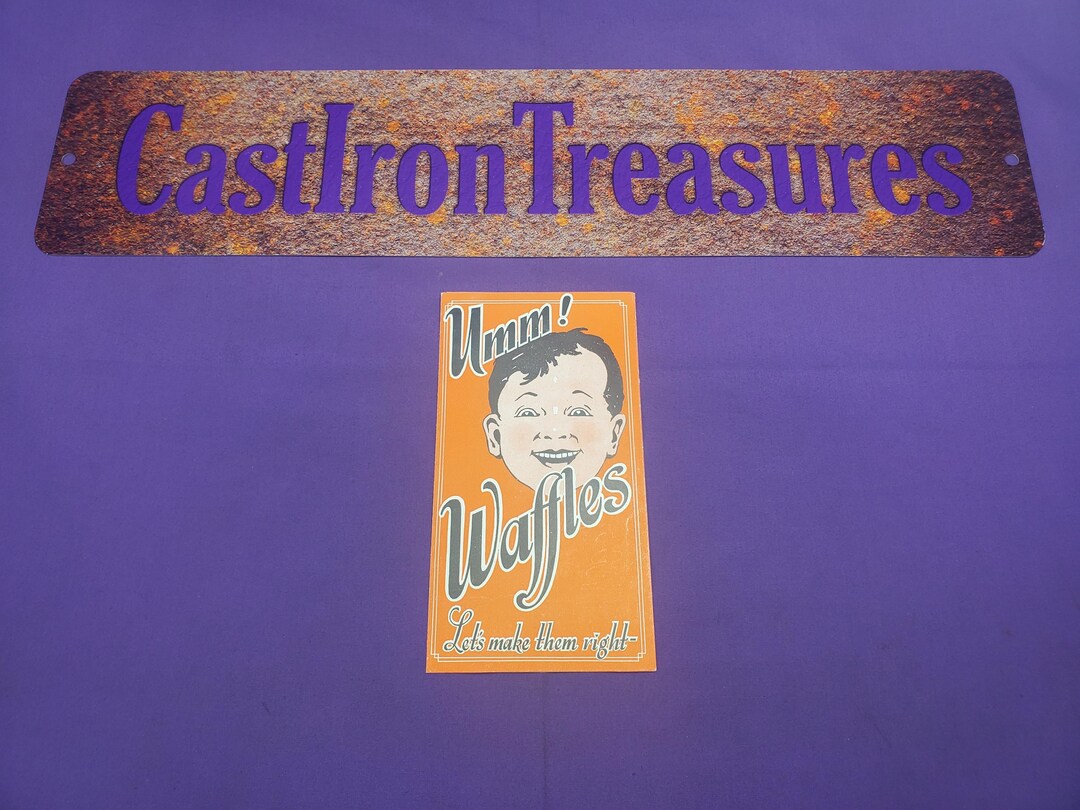 CastIronTreasures
Umm!
Waffles
Let's make them right-